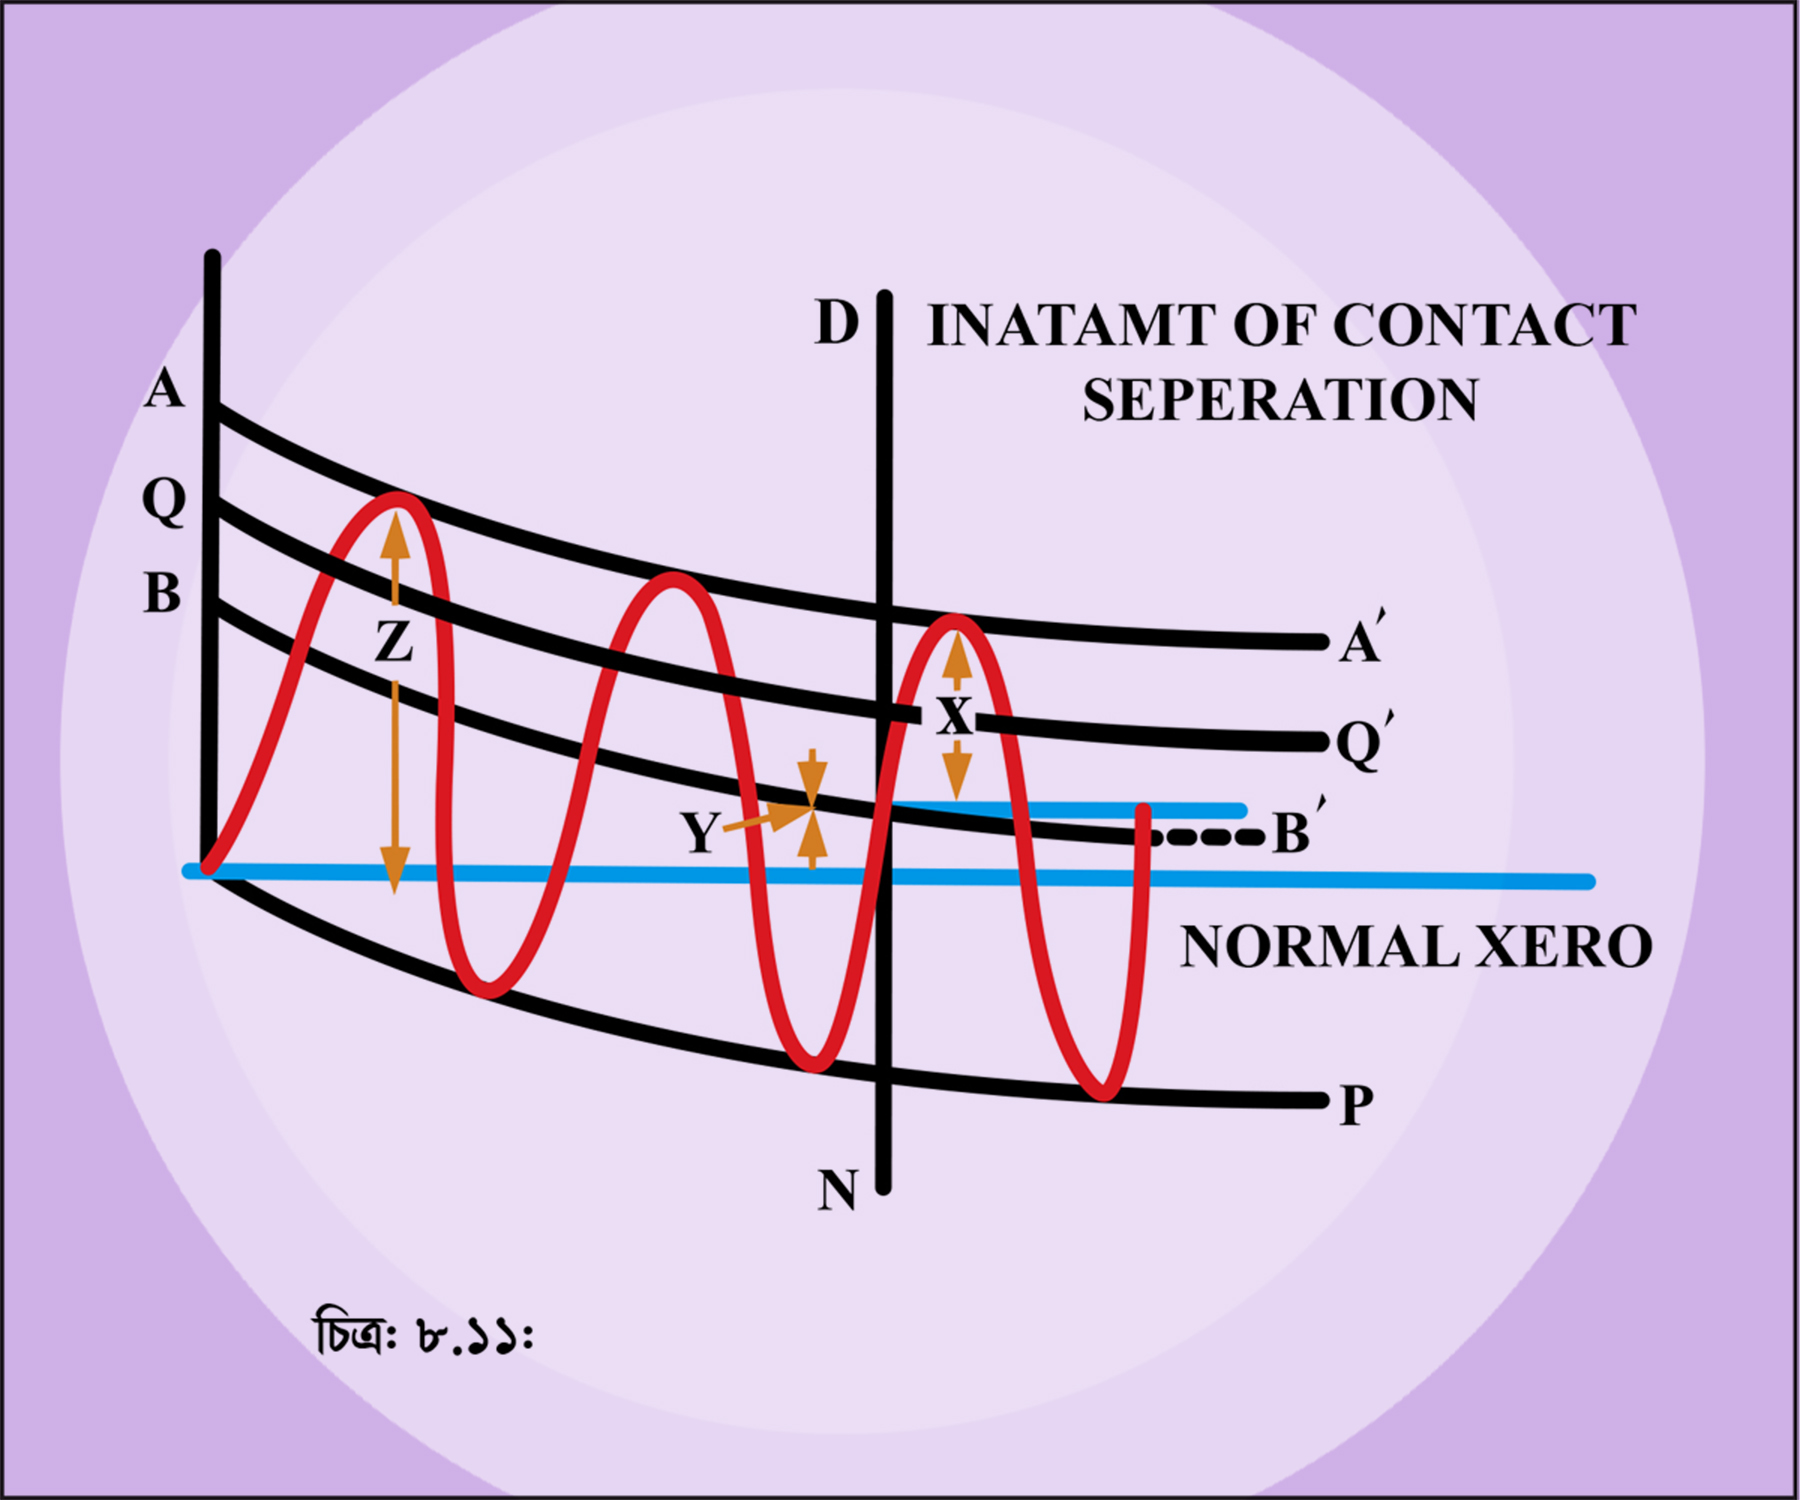 D INATAMT OF CONTACT
SEPERATION
A
Q
B
Z
A′
X
Q′
Y
B′
NORMAL XERO
P
N
চিত্র: ৮.১১: